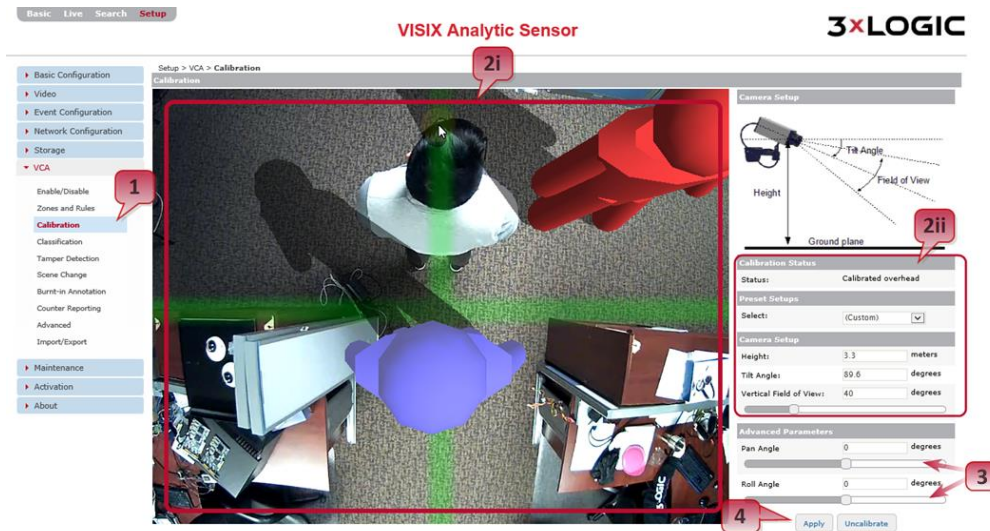 Basic Live Search Setup
VISIX Analytic Sensor
3xLOGIC
Setup > VCA > Calibration
Calibration
2i
Basic Configuration
Video
Event Configuration
Network Configuration
Storage
VCA
Enable/Disable
Zones and Rules
Calibration
Classification
Tamper Detection
Scene Change
Burnt-in Annotation
Counter Reporting
Advanced
Import/Export
Maintenance
Activation
About
1
Camera Setup
Tilt Angle
Field of View
Height
Ground plane
2ii
Calibration Status
Status: Calibrated overhead
Preset Setups
Select: (Custom)
Camera Setup
Height: 3.3 meters
Tilt Angle: 89.6 degrees
Vertical Field of View: 40 degrees
Advanced Parameters
Pan Angle 0 degrees
Roll Angle 0 degrees
3
4
Apply Uncalibrate